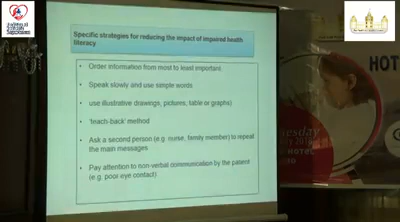 Specific strategies for reducing the impact of impaired health
literacy
Order information from most to least important.
Speak slowly and use simple words
use illustrative drawings, pictures, table or graphs)
'teach-back' method
Ask a second person (e.g. nurse, family member) to repeat
the main messages
Pay attention to non-verbal communication by the patient
(e.g. poor eye contact)
HOT
HOTEL